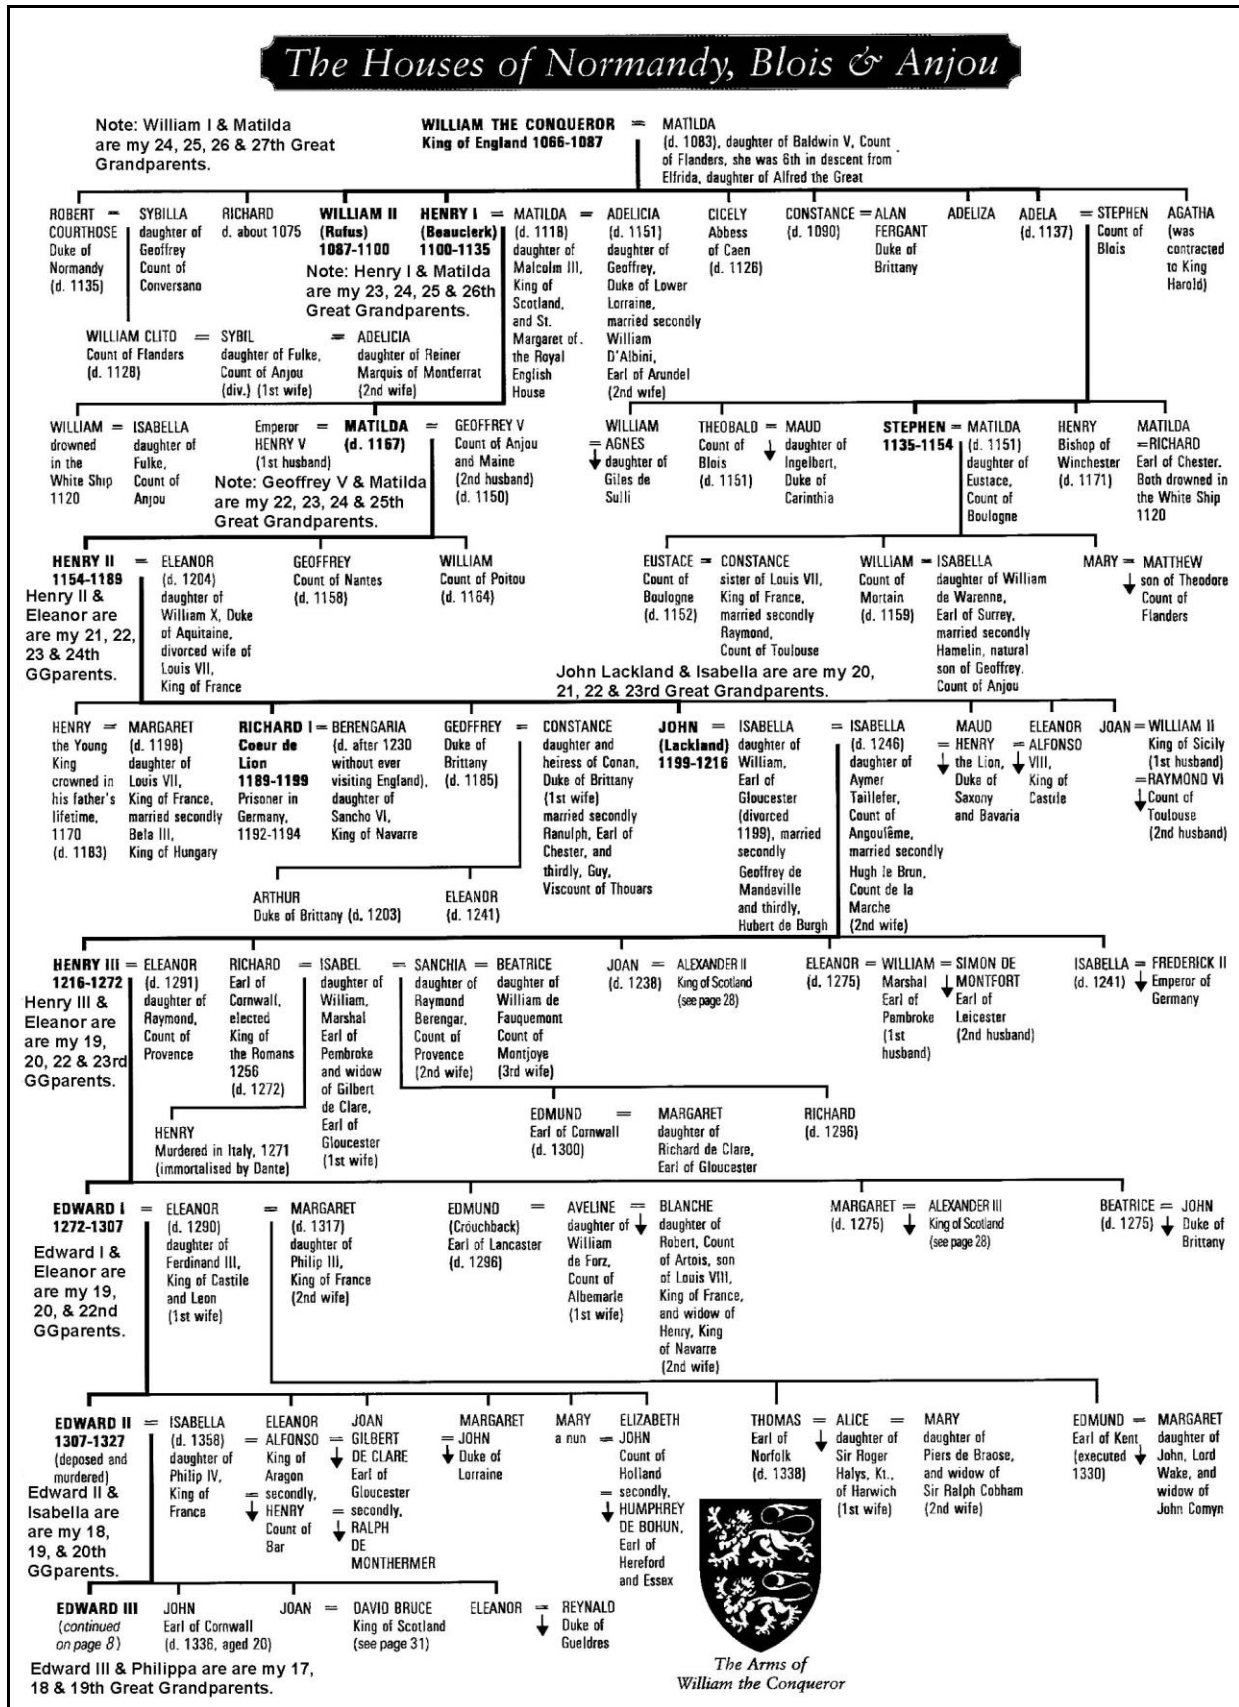 The Houses of Normandy, Blois & Anjou
Note: William I & Matilda
are my 24, 25, 26 & 27th Great
Grandparents.
WILLIAM THE CONQUEROR =
King of England 1066-1087
MATILDA
(d. 1083), daughter of Baldwin V, Count
of Flanders, she was 6th in descent from
Elfrida, daughter of Alfred the Great
ROBERT =
COURTHOSE
Duke of
Normandy
(d. 1135)
SYBILLA
daughter of
Geoffrey
Count of
Conversano
RICHARD
d. about 1075
WILLIAM II
(Rufus)
1087-1100
HENRY I =
(Beauclerk)
1100-1135
Note: Henry I & Matilda
are my 23, 24, 25 & 26th
Great Grandparents.
MATILDA =
(d. 1118)
daughter of
Malcolm III,
King of
Scotland,
and St.
Margaret of.
the Royal
English
House
ADELICIA
(d. 1151)
daughter of
Geoffrey,
Duke of Lower
Lorraine,
married secondly
William
D'Albini,
Earl of Arundel
(2nd wife)
CICELY
Abbess
of Caen
(d. 1126)
CONSTANCE =
(d. 1090)
ALAN
FERGANT
Duke of
Brittany
ADELIZA
ADELA =
(d. 1137)
STEPHEN
Count of
Blois
AGATHA
(was
contracted
to King
Harold)
WILLIAM CLITO =
Count of Flanders
(d. 1128)
SYBIL =
daughter of Fulke,
Count of Anjou
(div.) (1st wife)
ADELICIA
daughter of Reiner
Marquis of Montferrat
(2nd wife)
WILLIAM =
drowned
in the
White Ship
1120
ISABELLA
daughter of
Fulke,
Count of
Anjou
Emperor =
HENRY V
(1st husband)
MATILDA =
(d. 1167)
GEOFFREY V
Count of Anjou
and Maine
(2nd husband)
(d. 1150)
Note: Geoffrey V & Matilda
are my 22, 23, 24 & 25th
Great Grandparents.
WILLIAM
= AGNES
daughter of
Giles de
Sulli
THEOBALD =
Count of
Blois
(d. 1151)
MAUD
daughter of
Ingelbert,
Duke of
Carinthia
STEPHEN =
1135-1154
MATILDA
(d. 1151)
daughter of
Eustace,
Count of
Boulogne
HENRY
Bishop of
Winchester
(d. 1171)
MATILDA
=RICHARD
Earl of Chester.
Both drowned in
the White Ship
1120
HENRY II =
1154-1189
Henry II &
Eleanor are
are my 21, 22,
23 & 24th
GGparents.
ELEANOR
(d. 1204)
daughter of
William X, Duke
of Aquitaine,
divorced wife of
Louis VII,
King of France
GEOFFREY
Count of Nantes
(d. 1158)
WILLIAM
Count of Poitou
(d. 1164)
EUSTACE =
Count of
Boulogne
(d. 1152)
CONSTANCE
sister of Louis VII,
King of France,
married secondly
Raymond,
Count of Toulouse
WILLIAM =
Count of
Mortain
(d. 1159)
ISABELLA
daughter of William
de Warenne,
Earl of Surrey,
married secondly
Hamelin, natural
son of Geoffrey.
Count of Anjou
MARY =
MATTHEW
son of Theodore
Count of
Flanders
John Lackland & Isabella are are my 20,
21, 22 & 23rd Great Grandparents.
HENRY =
the Young
King
crowned in
his father's
lifetime,
1170
(d. 1183)
MARGARET
(d. 1198)
daughter of
Louis VII,
King of France,
married secondly
Bela III,
King of Hungary
RICHARD I =
Coeur de
Lion
1189-1199
Prisoner in
Germany,
1192-1194
BERENGARIA
(d. after 1230
without ever
visiting England),
daughter of
Sancho VI,
King of Navarre
GEOFFREY =
Duke of
Brittany
(d. 1185)
CONSTANCE
daughter and
heiress of Conan,
Duke of Brittany
(1st wife)
married secondly
Ranulph, Earl of
Chester, and
thirdly, Guy,
Viscount of Thouars
JOHN =
(Lackland)
1199-1216
ISABELLA =
daughter of
William,
Earl of
Gloucester
(divorced
1199), married
secondly
Geoffrey de
Mandeville
and thirdly,
Hubert de Burgh
ISABELLA
(d. 1246)
daughter of
Aymer
Taillefer,
Count of
Angoulême,
married secondly
Hugh le Brun,
Count de la
Marche
(2nd wife)
MAUD
= HENRY
the Lion,
Duke of
Saxony
and Bavaria
ELEANOR
= ALFONSO
VIII,
King of
Castile
JOAN =
WILLIAM II
King of Sicily
(1st husband)
=RAYMOND VI
Count of
Toulouse
(2nd husband)
ARTHUR
Duke of Brittany (d. 1203)
ELEANOR
(d. 1241)
HENRY III =
1216-1272
Henry III &
Eleanor are
are my 19,
20, 22 & 23rd
GGparents.
ELEANOR
(d. 1291)
daughter of
Raymond,
Count of
Provence
RICHARD =
Earl of
Cornwall,
elected
King of
the Romans
1256
(d. 1272)
ISABEL =
daughter of
William,
Marshal
Earl of
Pembroke
and widow
of Gilbert
de Clare,
Earl of
Gloucester
(1st wife)
SANCHIA =
daughter of
Raymond
Berengar,
Count of
Provence
(2nd wife)
BEATRICE
daughter of
William de
Fauquemont
Count of
Montjoye
(3rd wife)
JOAN =
(d. 1238)
ALEXANDER II
King of Scotland
(see page 28)
ELEANOR =
(d. 1275)
WILLIAM =
Marshal
Earl of
Pembroke
(1st
husband)
SIMON DE
MONTFORT
Earl of
Leicester
(2nd husband)
ISABELLA =
(d. 1241)
FREDERICK II
Emperor of
Germany
HENRY
Murdered in Italy, 1271
(immortalised by Dante)
EDMUND =
Earl of Cornwall
(d. 1300)
MARGARET
daughter of
Richard de Clare,
Earl of Gloucester
RICHARD
(d. 1296)
EDWARD I =
1272-1307
Edward I &
Eleanor are
are my 19,
20, & 22nd
GGparents.
ELEANOR =
(d. 1290)
daughter of
Ferdinand III,
King of Castile
and Leon
(1st wife)
MARGARET
(d. 1317)
daughter of
Philip III,
King of France
(2nd wife)
EDMUND =
(Crouchback)
Earl of Lancaster
(d. 1296)
AVELINE =
daughter of
William
de Forz,
Count of
Albemarle
(1st wife)
BLANCHE
daughter of
Robert, Count
of Artois, son
of Louis VIII,
King of France,
and widow of
Henry, King
of Navarre
(2nd wife)
MARGARET =
(d. 1275)
ALEXANDER III
King of Scotland
(see page 28)
BEATRICE =
(d. 1275)
JOHN
Duke of
Brittany
EDWARD II =
1307-1327
(deposed and
murdered)
Edward II &
Isabella are
are my 18,
19, & 20th
GGparents.
ISABELLA
(d. 1358)
daughter of
Philip IV,
King of
France
ELEANOR
= ALFONSO
King of
Aragon
= secondly,
HENRY
Count of
Bar
JOAN
= GILBERT
DE CLARE
Earl of
Gloucester
= secondly,
RALPH
DE
MONTHERMER
MARGARET
= JOHN
Duke of
Lorraine
MARY
a nun
ELIZABETH
= JOHN
Count of
Holland
= secondly,
HUMPHREY
DE BOHUN,
Earl of
Hereford
and Essex
THOMAS =
Earl of
Norfolk
(d. 1338)
ALICE =
daughter of
Sir Roger
Halys, Kt.,
of Harwich
(1st wife)
MARY
daughter of
Piers de Braose,
and widow of
Sir Ralph Cobham
(2nd wife)
EDMUND =
Earl of Kent
(executed
1330)
MARGARET
daughter of
John, Lord
Wake, and
widow of
John Comyn
EDWARD III
(continued
on page 8)
JOHN
Earl of Cornwall
(d. 1336, aged 20)
JOAN =
DAVID BRUCE
King of Scotland
(see page 31)
ELEANOR =
REYNALD
Duke of
Gueldres
Edward III & Philippa are are my 17,
18 & 19th Great Grandparents.
The Arms of
William the Conqueror